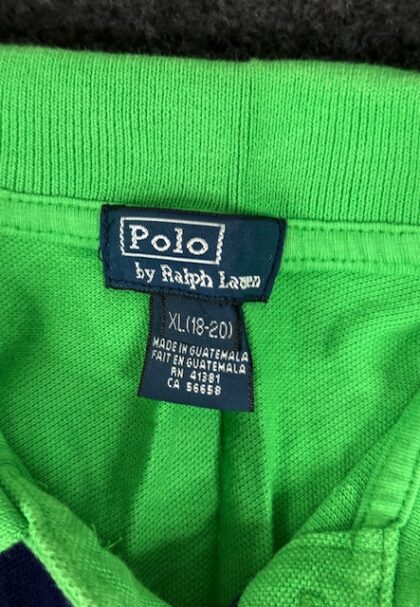 Polo
by Ralph Lauren
XL(18-20)
MADE IN GUATEMALA
FAIT EN GUATEMALA
RN 41381
CA 56658